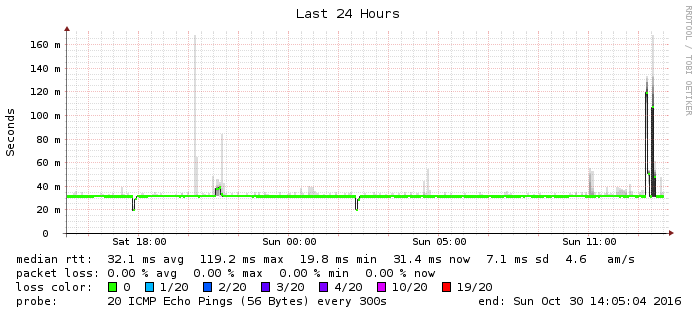 Last 24 Hours
RRDTOOL / TOBI OETIKER
Seconds
160 m
140 m
120 m
100 m
80 m
60 m
40 m
20 m
0
Sat 18:00 Sun 00:00 Sun 05:00 Sun 11:00
median rtt: 32.1 ms avg 119.2 ms max 19.8 ms min 31.4 ms now 7.1 ms sd 4.6 am/s
packet loss: 0.00 % avg 0.00 % max 0.00 % min 0.00 % now
loss color: 0 1/20 2/20 3/20 4/20 10/20 19/20
probe: 20 ICMP Echo Pings (56 Bytes) every 300s end: Sun Oct 30 14:05:04 2016